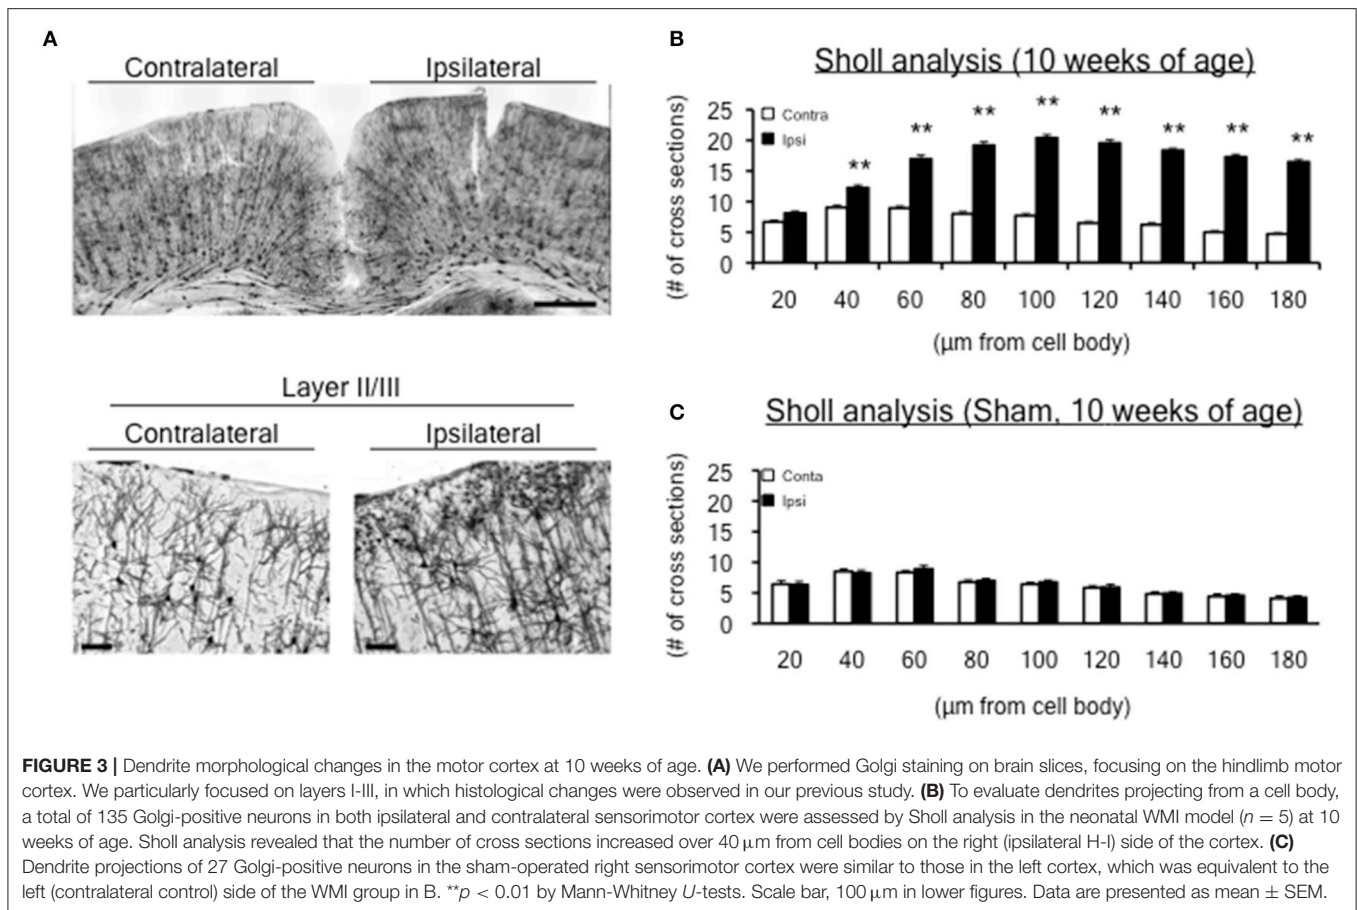 A
Contralateral
Ipsilateral
Layer II/III
Contralateral
Ipsilateral
B
Sholl analysis (10 weeks of age)
(# of cross sections)
25
20
15
10
5
0
Contra
Ipsi
**
**
**
**
**
**
**
**
20 40 60 80 100 120 140 160 180
(μm from cell body)
C
Sholl analysis (Sham, 10 weeks of age)
(# of cross sections)
25
20
15
10
5
0
Conta
Ipsi
20 40 60 80 100 120 140 160 180
(μm from cell body)
FIGURE 3 | Dendrite morphological changes in the motor cortex at 10 weeks of age. (A) We performed Golgi staining on brain slices, focusing on the hindlimb motor
cortex. We particularly focused on layers I-III, in which histological changes were observed in our previous study. (B) To evaluate dendrites projecting from a cell body,
a total of 135 Golgi-positive neurons in both ipsilateral and contralateral sensorimotor cortex were assessed by Sholl analysis in the neonatal WMI model (n = 5) at 10
weeks of age. Sholl analysis revealed that the number of cross sections increased over 40 μm from cell bodies on the right (ipsilateral H-I) side of the cortex. (C)
Dendrite projections of 27 Golgi-positive neurons in the sham-operated right sensorimotor cortex were similar to those in the left cortex, which was equivalent to the
left (contralateral control) side of the WMI group in B. **p < 0.01 by Mann-Whitney U-tests. Scale bar, 100 μm in lower figures. Data are presented as mean ± SEM.